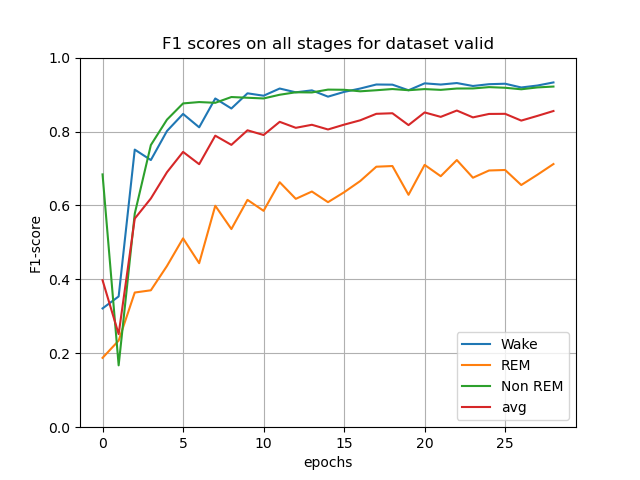 F1 scores on all stages for dataset valid
1.0
0.8
0.6
0.4
0.2
0.0
F1-score
0 5 10 15 20 25
epochs
Wake
REM
Non REM
avg